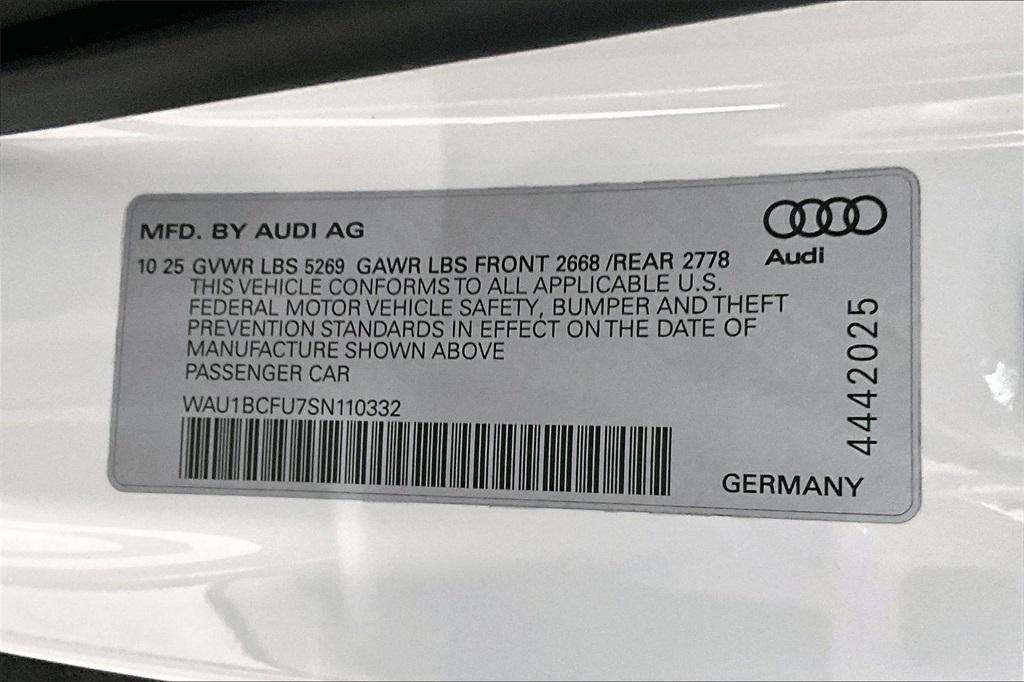 MFD. BY AUDI AG
Audi
10 25 GVWR LBS 5269 GAWR LBS FRONT 2668 /REAR 2778
THIS VEHICLE CONFORMS TO ALL APPLICABLE U.S.
FEDERAL MOTOR VEHICLE SAFETY, BUMPER AND THEFT
PREVENTION STANDARDS IN EFFECT ON THE DATE OF
MANUFACTURE SHOWN ABOVE
PASSENGER CAR
WAU1BCFU7SN110332
GERMANY
4442025